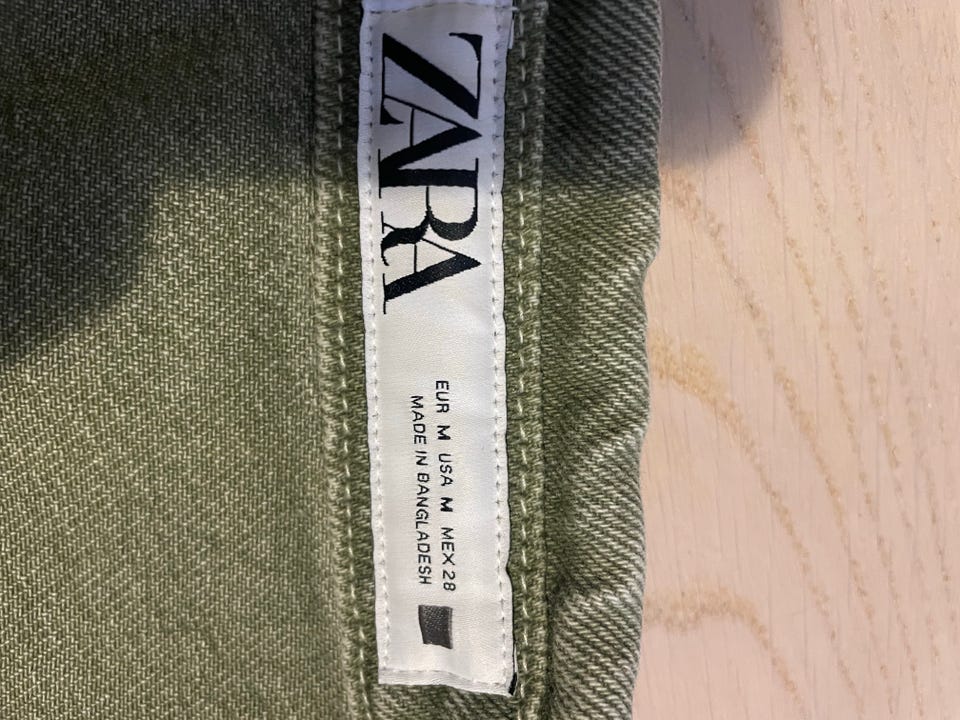 ZARA
EUR M USA M MEX 28
MADE IN BANGLADESH